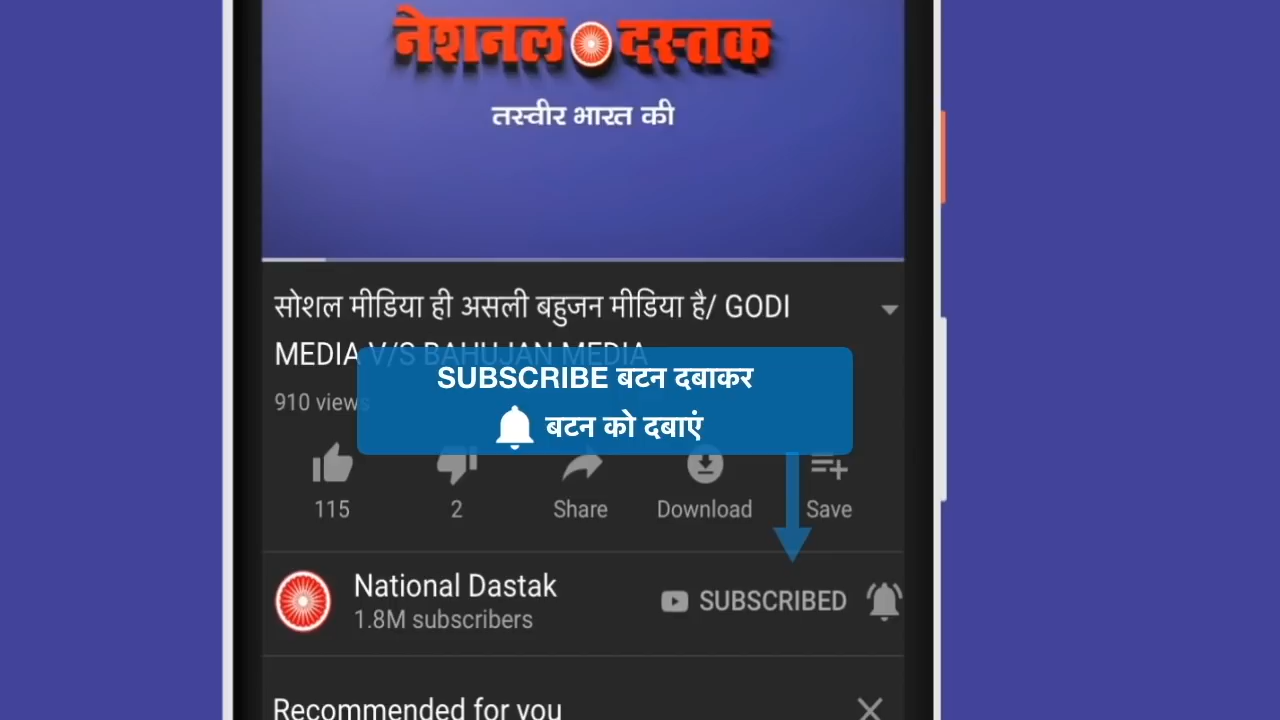 नेशनल दस्तक
तस्वीर भारत की
सोशल मीडिया ही असली बहुजन मीडिया है/ GODI
MEDIA V/S BAHUJAN MEDIA
910 views
SUBSCRIBE बटन दबाकर
बटन को दबाएं
115
2
Share
Download
Save
National Dastak
1.8M subscribers
SUBSCRIBED
Recommended for you